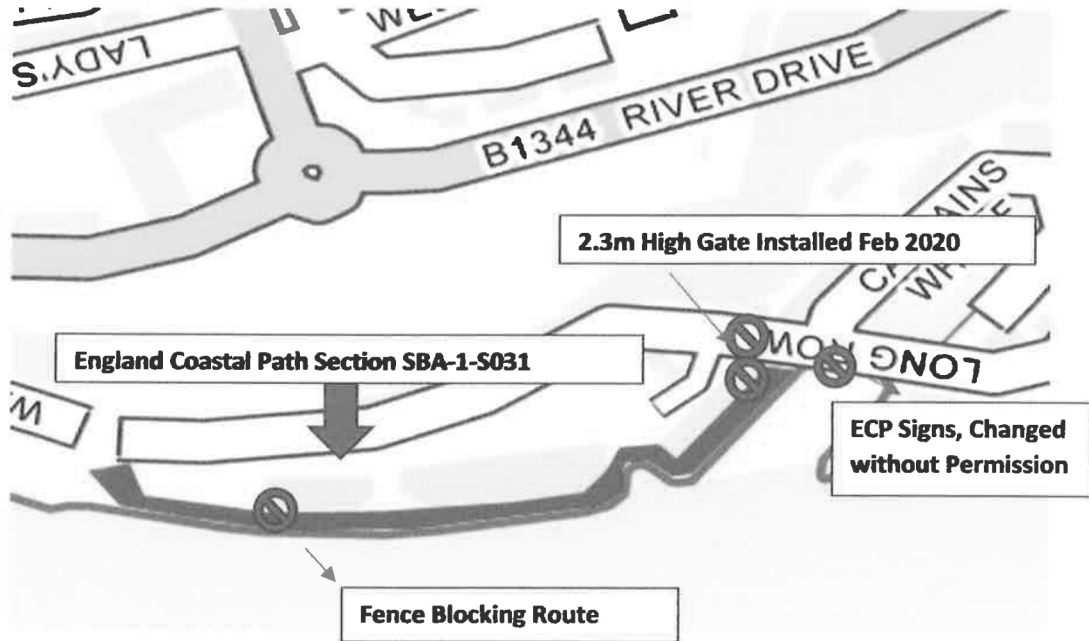 LADY'S
B1344 RIVER DRIVE
2.3m High Gate Installed Feb 2020
England Coastal Path Section SBA-1-S031
LONG ROW
ECP Signs, Changed
without Permission
Fence Blocking Route